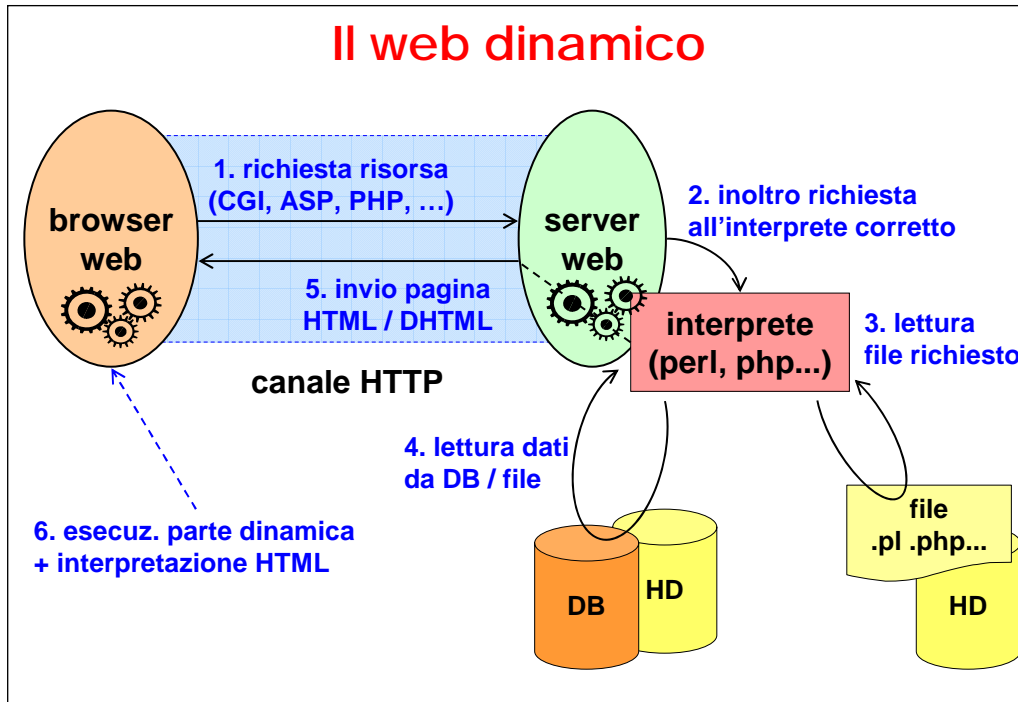 Il web dinamico
1. richiesta risorsa
(CGI, ASP, PHP, …)
browser
web
server
web
2. inoltro richiesta
all’interprete corretto
5. invio pagina
HTML / DHTML
interprete
(perl, php...)
3. lettura
file richiesto
canale HTTP
4. lettura dati
da DB / file
6. esecuz. parte dinamica
+ interpretazione HTML
file
.pl .php...
DB
HD
HD